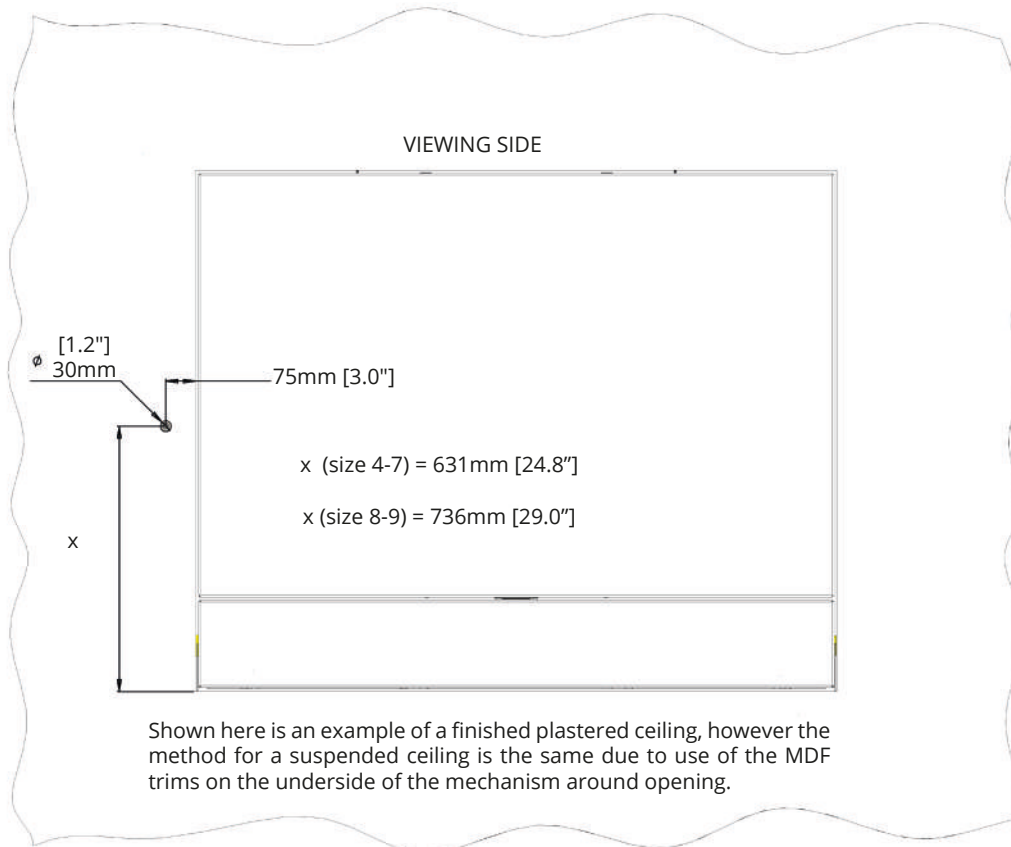 VIEWING SIDE
[1.2"]
ø 30mm
75mm [3.0"]
x (size 4-7) = 631mm [24.8”]
x (size 8-9) = 736mm [29.0”]
x
Shown here is an example of a finished plastered ceiling, however the
method for a suspended ceiling is the same due to use of the MDF
trims on the underside of the mechanism around opening.